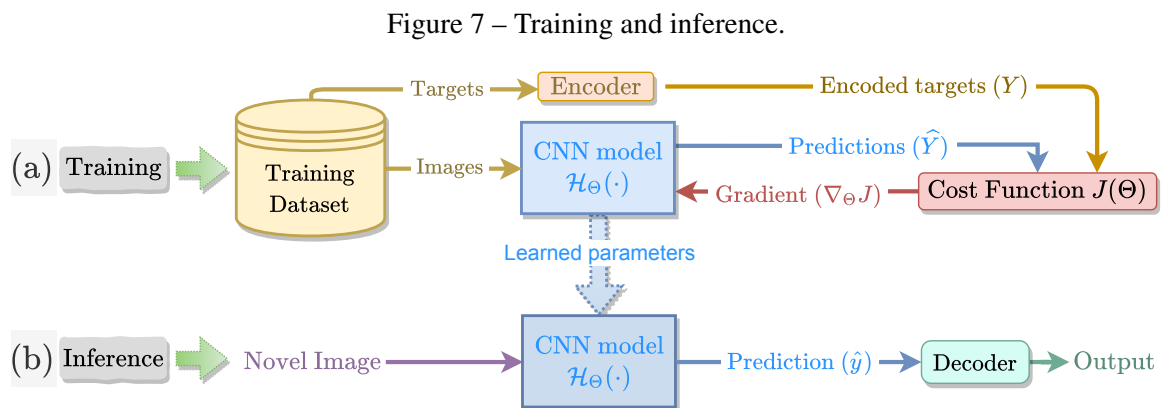 Figure 7 – Training and inference.
Targets
Encoder
Encoded targets (Y)
(a)
Training
Training
Dataset
Images
CNN model
ℋ_Θ(·)
Predictions (Ŷ)
Gradient (∇_Θ J)
Cost Function J(Θ)
Learned parameters
(b)
Inference
Novel Image
CNN model
ℋ_Θ(·)
Prediction (ŷ)
Decoder
Output